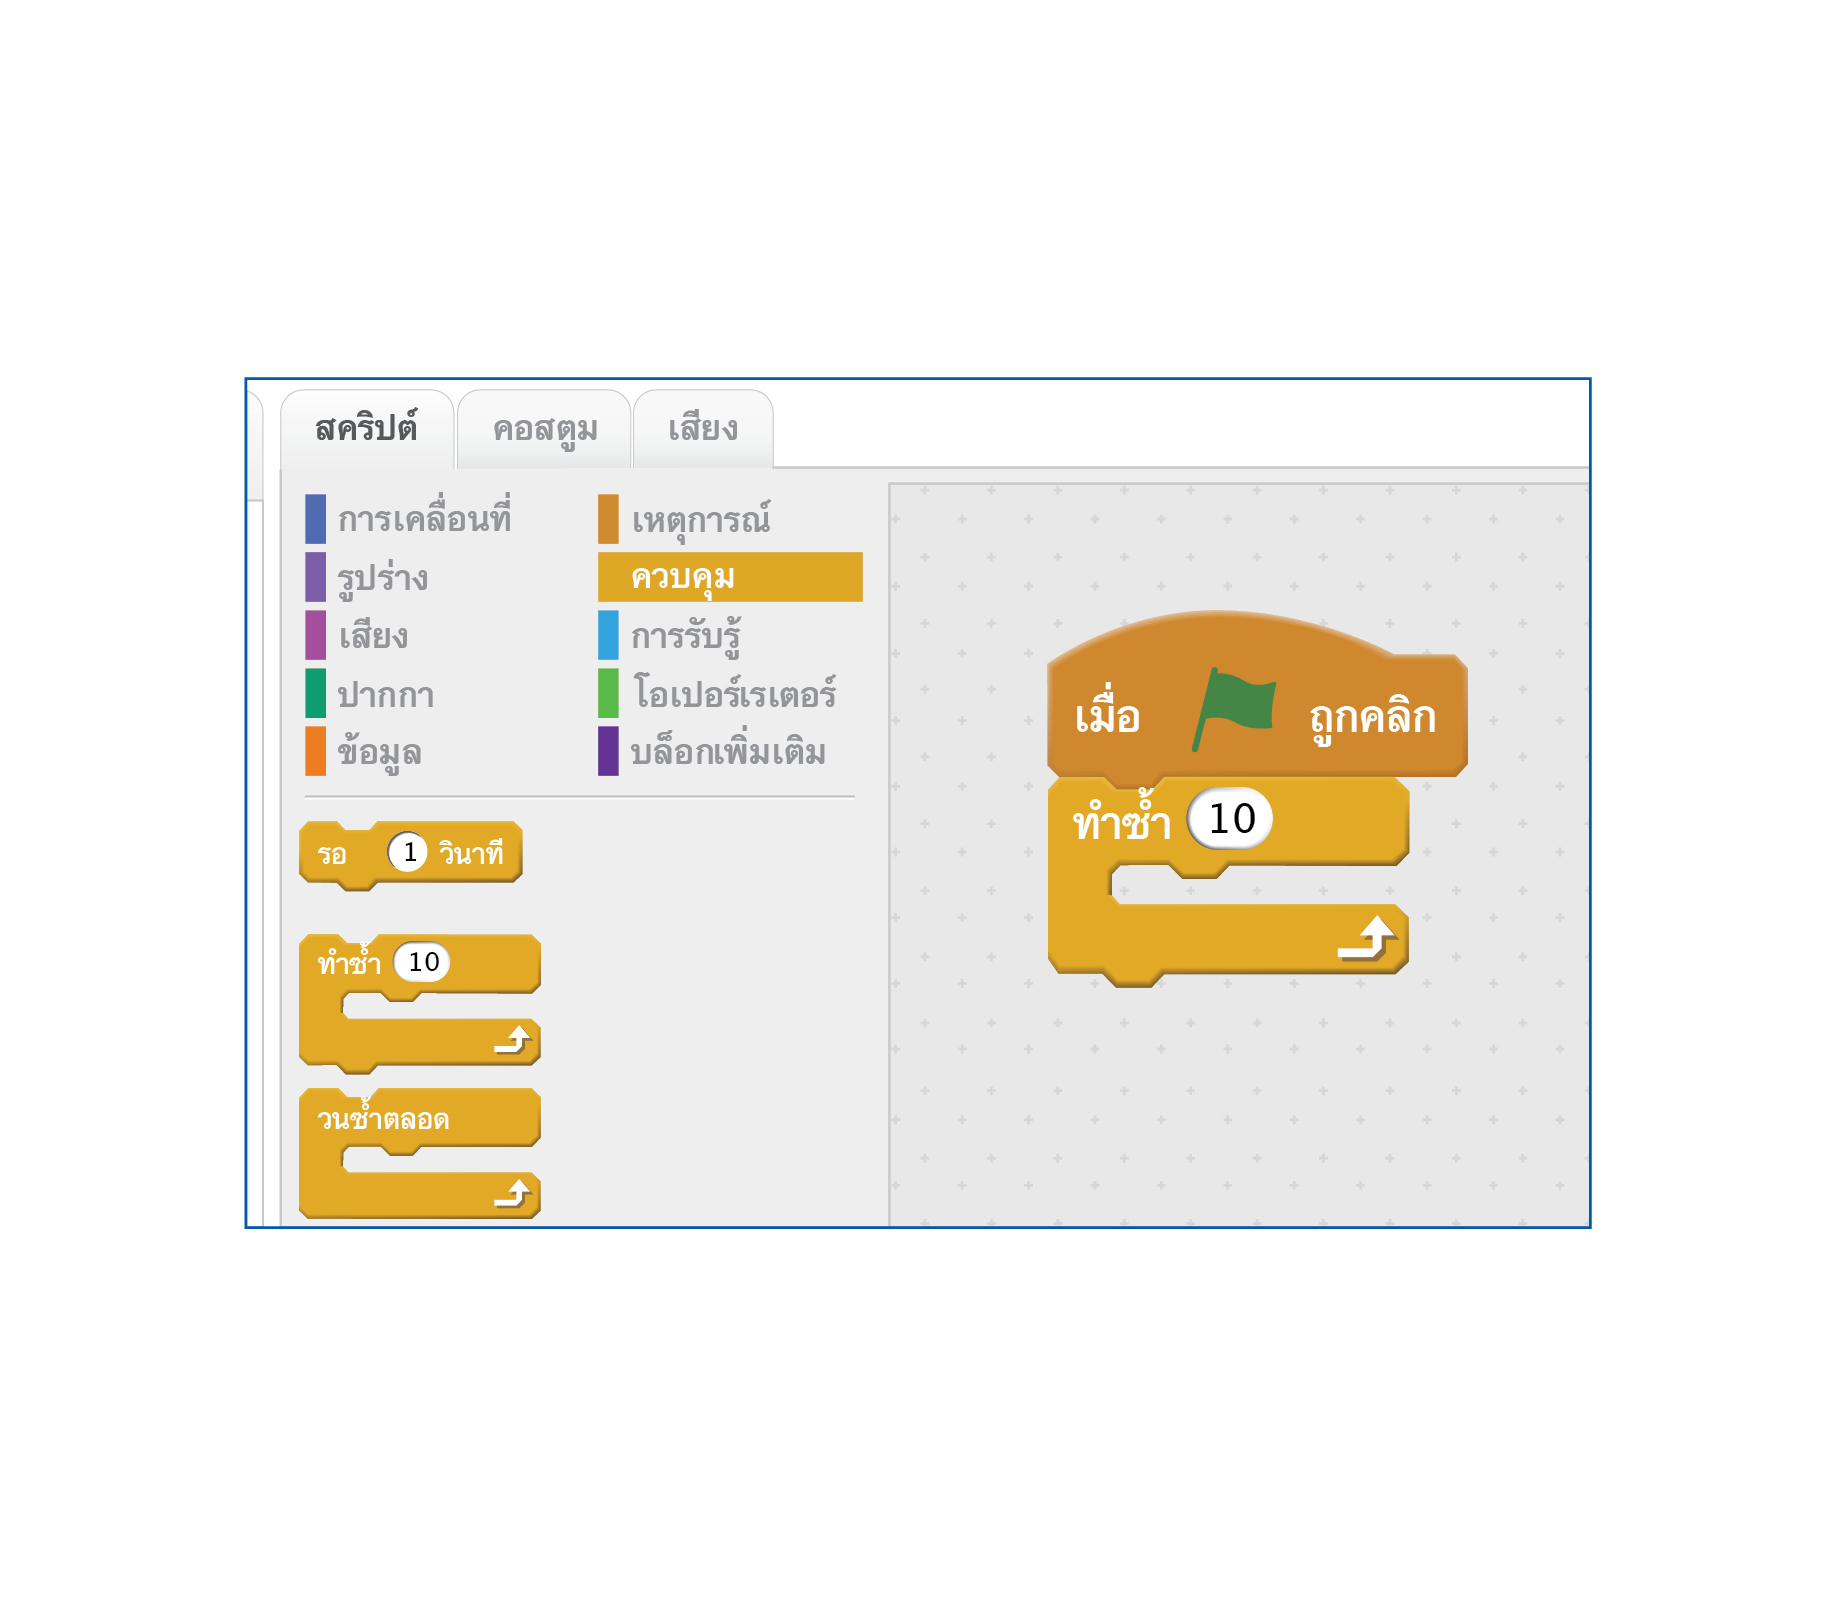 สคริปต์ คอสตูม เสียง
การเคลื่อนที่ เหตุการณ์
รูปร่าง ควบคุม
เสียง การรับรู้
ปากกา โอเปอร์เรเตอร์
ข้อมูล บล็อกเพิ่มเติม
รอ 1 วินาที
ทำซ้ำ 10
วนซ้ำตลอด
เมื่อ ถูกคลิก
ทำซ้ำ 10